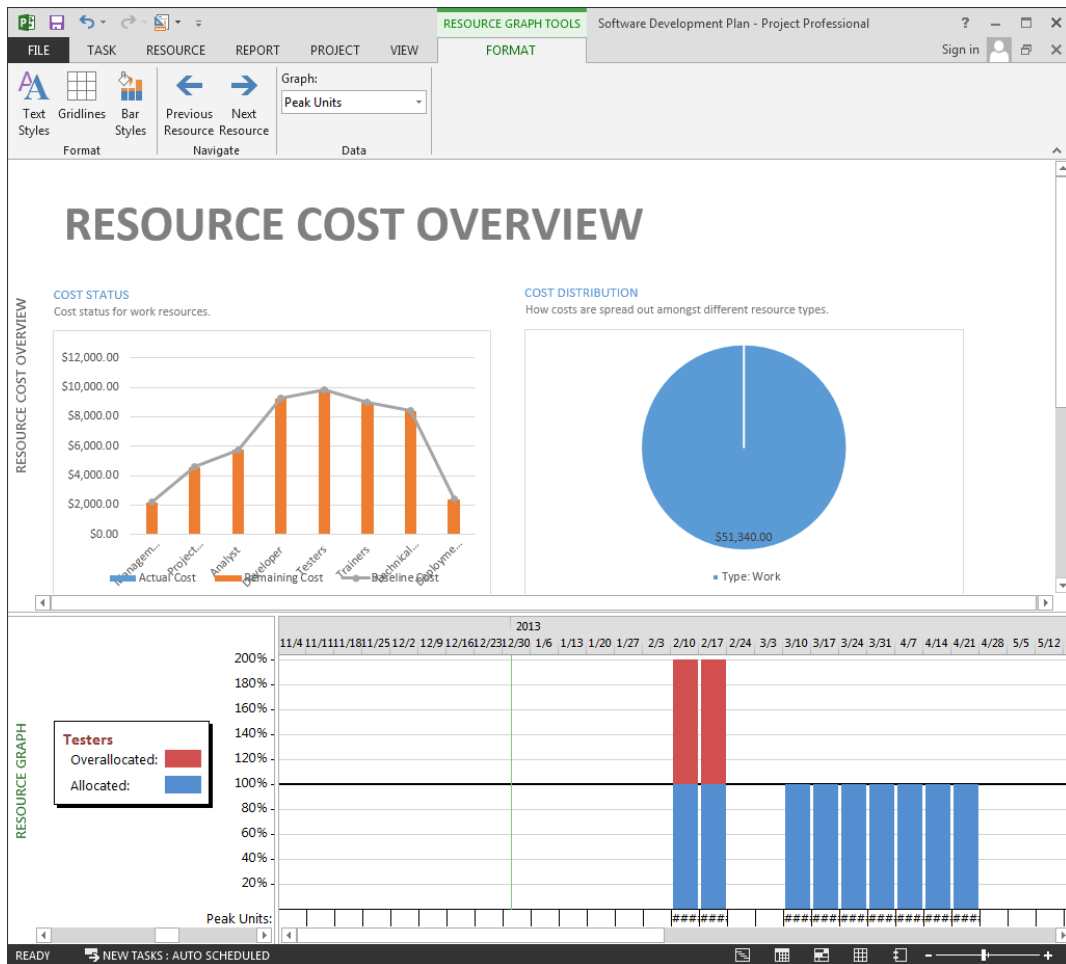 RESOURCE GRAPH TOOLS
Software Development Plan - Project Professional
?
FILE TASK RESOURCE REPORT PROJECT VIEW FORMAT
Sign in
Text Styles
Gridlines
Bar Styles
Previous Resource
Next Resource
Graph:
Peak Units
Format
Navigate
Data
RESOURCE COST OVERVIEW
RESOURCE COST OVERVIEW
COST STATUS
Cost status for work resources.
$12,000.00
$10,000.00
$8,000.00
$6,000.00
$4,000.00
$2,000.00
$0.00
Managem...
Project...
Analyst
Developer
Testers
Trainers
Technical...
Deployme...
Actual Cost
Remaining Cost
Baseline Cost
COST DISTRIBUTION
How costs are spread out amongst different resource types.
$51,340.00
Type: Work
RESOURCE GRAPH
Testers
Overallocated:
Allocated:
2013
11/4 11/11 11/18 11/25 12/2 12/9 12/16 12/23 12/30 1/6 1/13 1/20 1/27 2/3 2/10 2/17 2/24 3/3 3/10 3/17 3/24 3/31 4/7 4/14 4/21 4/28 5/5 5/12
200%
180%
160%
140%
120%
100%
80%
60%
40%
20%
Peak Units:
### ### ### ### ### ### ### ### ###
READY
NEW TASKS : AUTO SCHEDULED